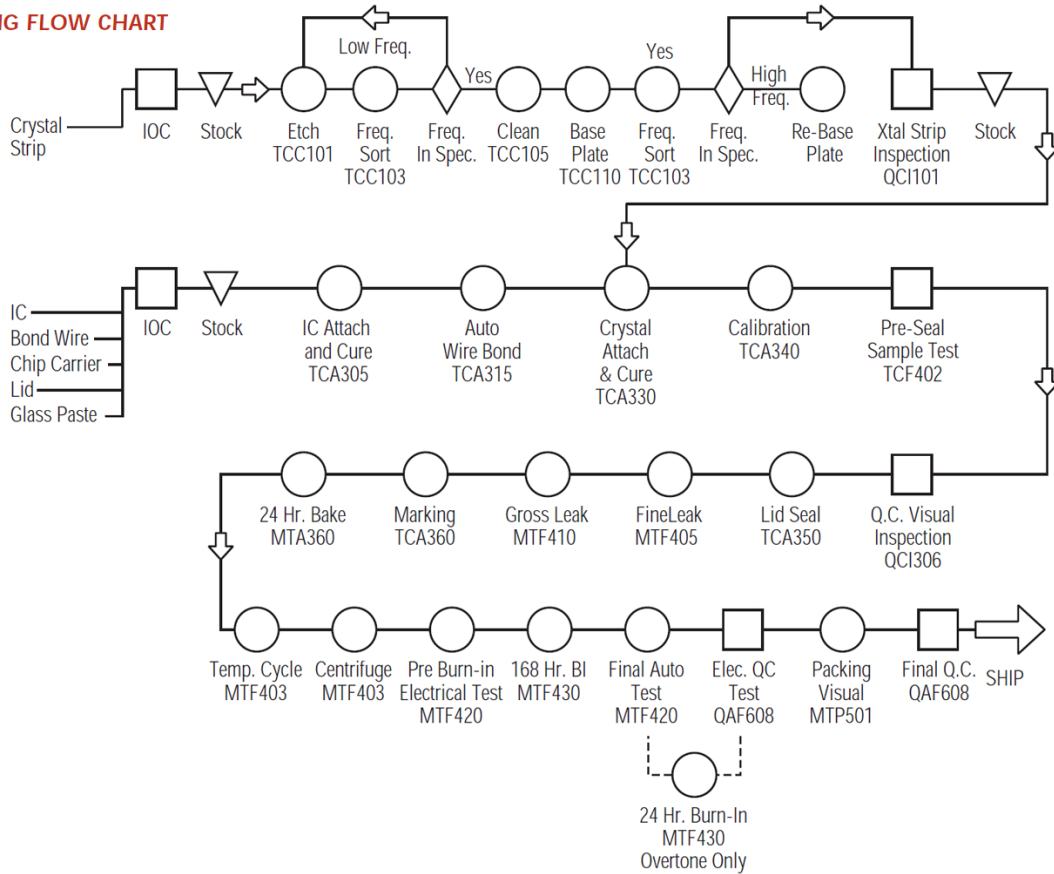 NG FLOW CHART
Low Freq.
Yes
Yes
High
Freq.
Crystal
Strip
IOC
Stock
Etch
TCC101
Freq.
Sort
TCC103
Freq.
In Spec.
Clean
TCC105
Base
Plate
TCC110
Freq.
Sort
TCC103
Freq.
In Spec.
Re-Base
Plate
Xtal Strip
Inspection
QCI101
Stock
IC
Bond Wire
Chip Carrier
Lid
Glass Paste
IOC
Stock
IC Attach
and Cure
TCA305
Auto
Wire Bond
TCA315
Crystal
Attach
& Cure
TCA330
Calibration
TCA340
Pre-Seal
Sample Test
TCF402
24 Hr. Bake
MTA360
Marking
TCA360
Gross Leak
MTF410
FineLeak
MTF405
Lid Seal
TCA350
Q.C. Visual
Inspection
QCI306
Temp. Cycle
MTF403
Centrifuge
MTF403
Pre Burn-in
Electrical Test
MTF420
168 Hr. BI
MTF430
Final Auto
Test
MTF420
Elec. QC
Test
QAF608
Packing
Visual
MTP501
Final Q.C.
QAF608
SHIP
24 Hr. Burn-In
MTF430
Overtone Only